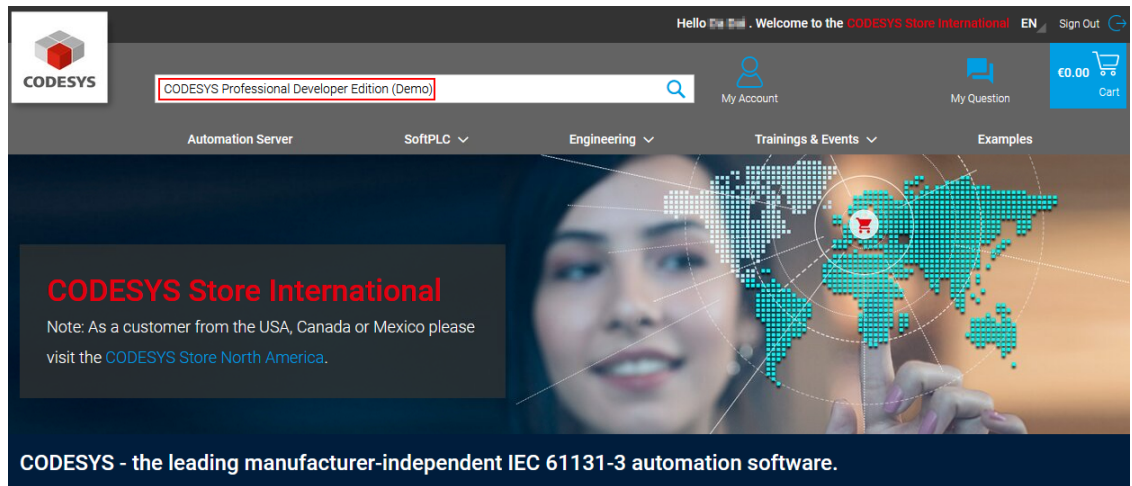 Hello . Welcome to the CODESYS Store International EN Sign Out
CODESYS
CODESYS Professional Developer Edition (Demo)
My Account
My Question
€0.00
Cart
Automation Server SoftPLC Engineering Trainings & Events Examples
CODESYS Store International
Note: As a customer from the USA, Canada or Mexico please
visit the CODESYS Store North America.
CODESYS - the leading manufacturer-independent IEC 61131-3 automation software.